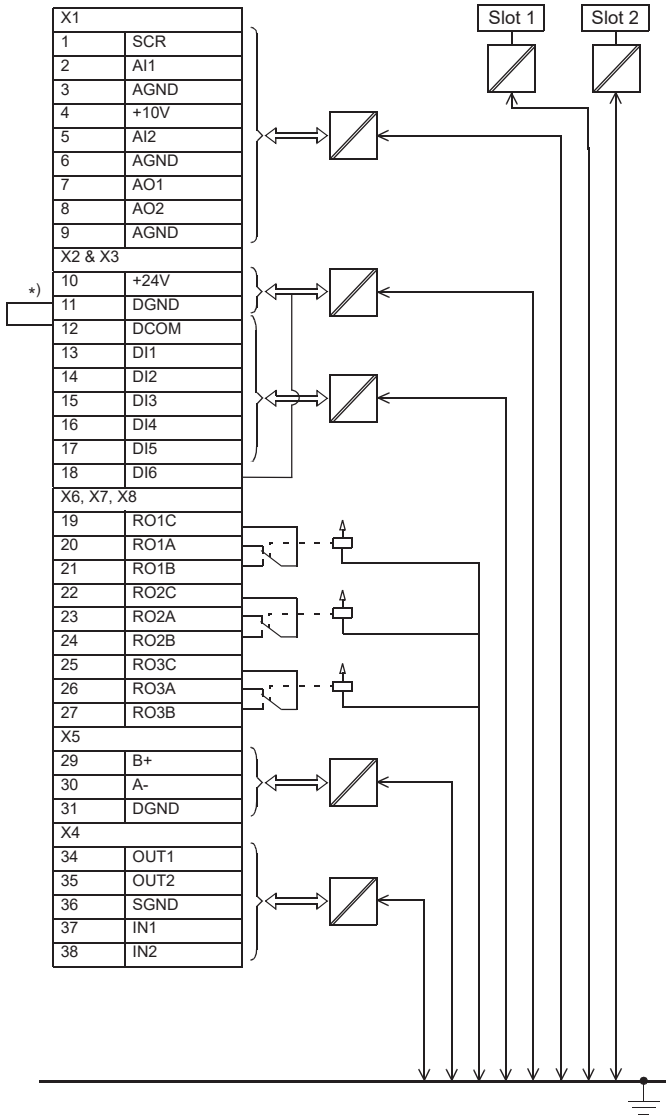 X1
Slot 1 Slot 2
1 SCR
2 AI1
3 AGND
4 +10V
5 AI2
6 AGND
7 AO1
8 AO2
9 AGND
X2 & X3
10 +24V
*)
11 DGND
12 DCOM
13 DI1
14 DI2
15 DI3
16 DI4
17 DI5
18 DI6
X6, X7, X8
19 RO1C
20 RO1A
21 RO1B
22 RO2C
23 RO2A
24 RO2B
25 RO3C
26 RO3A
27 RO3B
X5
29 B+
30 A-
31 DGND
X4
34 OUT1
35 OUT2
36 SGND
37 IN1
38 IN2